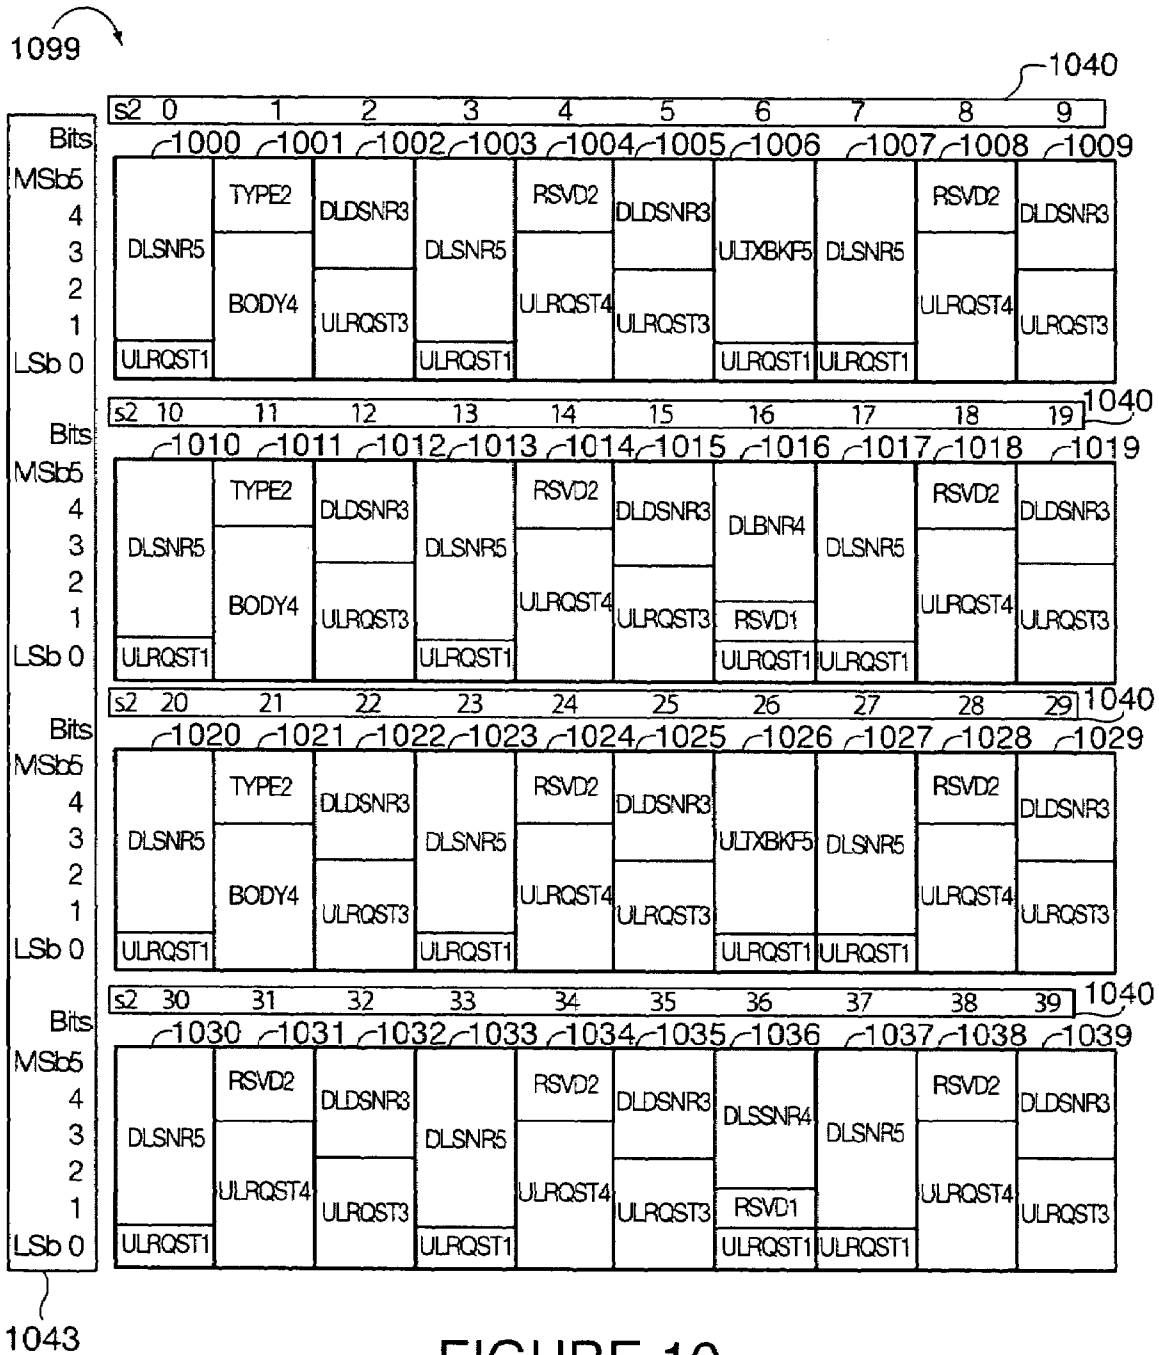 1099
1040
s2 0 1 2 3 4 5 6 7 8 9
Bits 1000 1001 1002 1003 1004 1005 1006 1007 1008 1009
MSb5
4
3
2
1
LSb 0
TYPE2 RSVD2 RSVD2
DLDSNR3 DLDSNR3 DLDSNR3
DLSNR5 DLSNR5 ULTXBKF5 DLSNR5
BODY4 ULRQST4 ULRQST4
ULRQST3 ULRQST3 ULRQST3
ULRQST1 ULRQST1 ULRQST1 ULRQST1
s2 10 11 12 13 14 15 16 17 18 19 1040
Bits 1010 1011 1012 1013 1014 1015 1016 1017 1018 1019
MSb5
4
3
2
1
LSb 0
TYPE2 RSVD2 RSVD2
DLDSNR3 DLDSNR3 DLBNR4 DLDSNR3
DLSNR5 DLSNR5 DLSNR5
BODY4 ULRQST4 ULRQST4
ULRQST3 ULRQST3 RSVD1 ULRQST3
ULRQST1 ULRQST1 ULRQST1 ULRQST1
s2 20 21 22 23 24 25 26 27 28 29 1040
Bits 1020 1021 1022 1023 1024 1025 1026 1027 1028 1029
MSb5
4
3
2
1
LSb 0
TYPE2 RSVD2 RSVD2
DLDSNR3 DLDSNR3 DLDSNR3
DLSNR5 DLSNR5 ULTXBKF5 DLSNR5
BODY4 ULRQST4 ULRQST4
ULRQST3 ULRQST3 ULRQST3
ULRQST1 ULRQST1 ULRQST1 ULRQST1
s2 30 31 32 33 34 35 36 37 38 39 1040
Bits 1030 1031 1032 1033 1034 1035 1036 1037 1038 1039
MSb5
4
3
2
1
LSb 0
RSVD2 RSVD2 RSVD2
DLDSNR3 DLDSNR3 DLSSNR4 DLDSNR3
DLSNR5 DLSNR5 DLSNR5
ULRQST4 ULRQST4 ULRQST4
ULRQST3 ULRQST3 RSVD1 ULRQST3
ULRQST1 ULRQST1 ULRQST1 ULRQST1
1043
FIGURE 10